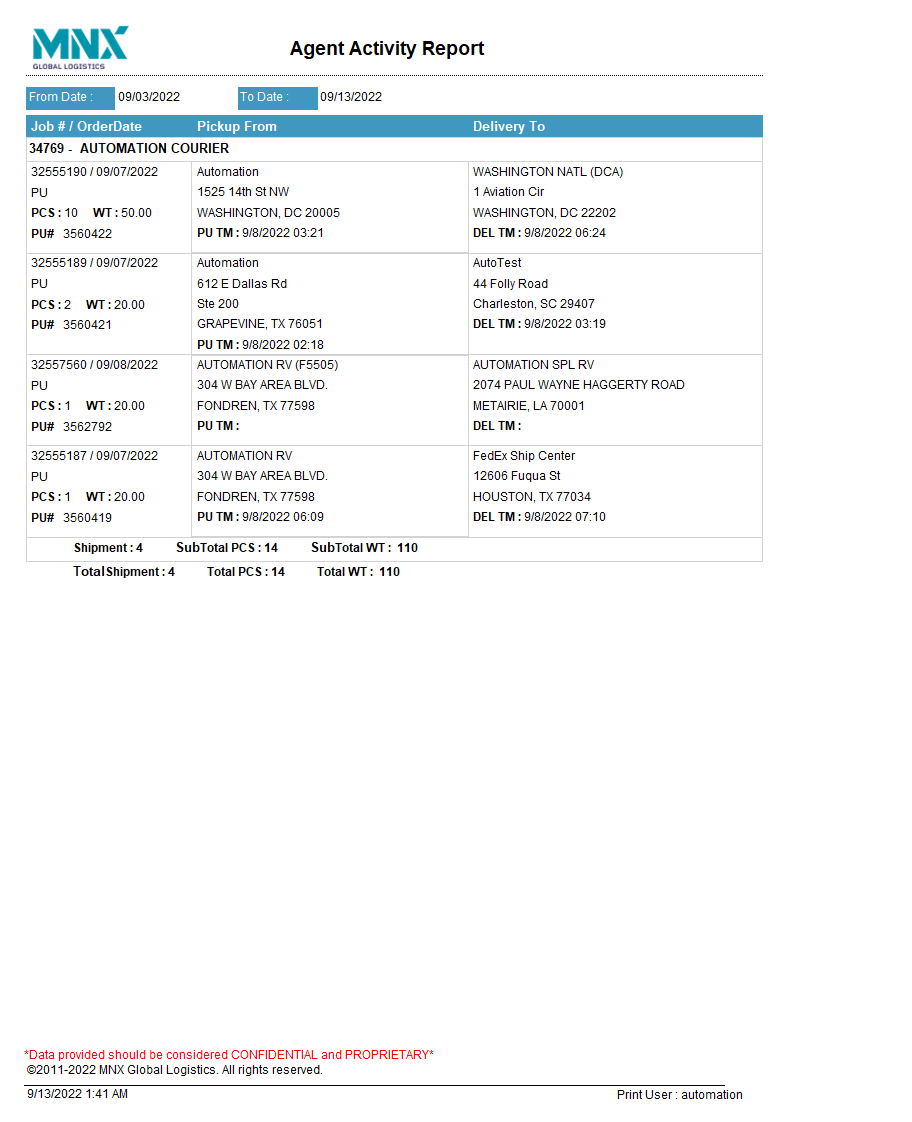 MNX
GLOBAL LOGISTICS
Agent Activity Report
From Date : 09/03/2022 To Date : 09/13/2022
Job # / OrderDate Pickup From Delivery To
34769 - AUTOMATION COURIER
32555190 / 09/07/2022 Automation WASHINGTON NATL (DCA)
PU 1525 14th St NW 1 Aviation Cir
PCS : 10 WT : 50.00 WASHINGTON, DC 20005 WASHINGTON, DC 22202
PU# 3560422 PU TM : 9/8/2022 03:21 DEL TM : 9/8/2022 06:24
32555189 / 09/07/2022 Automation AutoTest
PU 612 E Dallas Rd 44 Folly Road
PCS : 2 WT : 20.00 Ste 200 Charleston, SC 29407
PU# 3560421 GRAPEVINE, TX 76051 DEL TM : 9/8/2022 03:19
PU TM : 9/8/2022 02:18
32557560 / 09/08/2022 AUTOMATION RV (F5505) AUTOMATION SPL RV
PU 304 W BAY AREA BLVD. 2074 PAUL WAYNE HAGGERTY ROAD
PCS : 1 WT : 20.00 FONDREN, TX 77598 METAIRIE, LA 70001
PU# 3562792 PU TM : DEL TM :
32555187 / 09/07/2022 AUTOMATION RV FedEx Ship Center
PU 304 W BAY AREA BLVD. 12606 Fuqua St
PCS : 1 WT : 20.00 FONDREN, TX 77598 HOUSTON, TX 77034
PU# 3560419 PU TM : 9/8/2022 06:09 DEL TM : 9/8/2022 07:10
Shipment : 4 SubTotal PCS : 14 SubTotal WT : 110
Total Shipment : 4 Total PCS : 14 Total WT : 110
*Data provided should be considered CONFIDENTIAL and PROPRIETARY*
©2011-2022 MNX Global Logistics. All rights reserved.
9/13/2022 1:41 AM Print User : automation